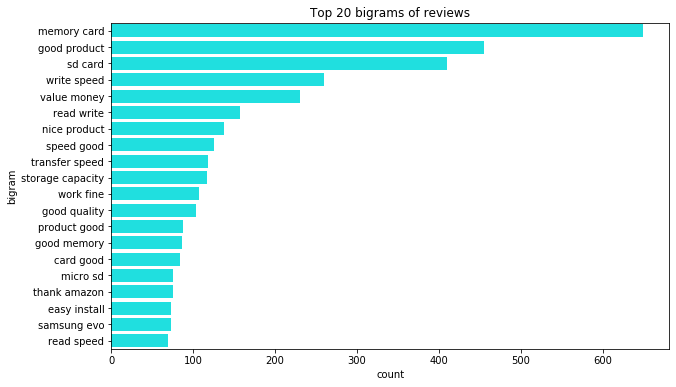 Top 20 bigrams of reviews
memory card
good product
sd card
write speed
value money
read write
nice product
speed good
transfer speed
storage capacity
work fine
good quality
product good
good memory
card good
micro sd
thank amazon
easy install
samsung evo
read speed
bigram
0 100 200 300 400 500 600
count